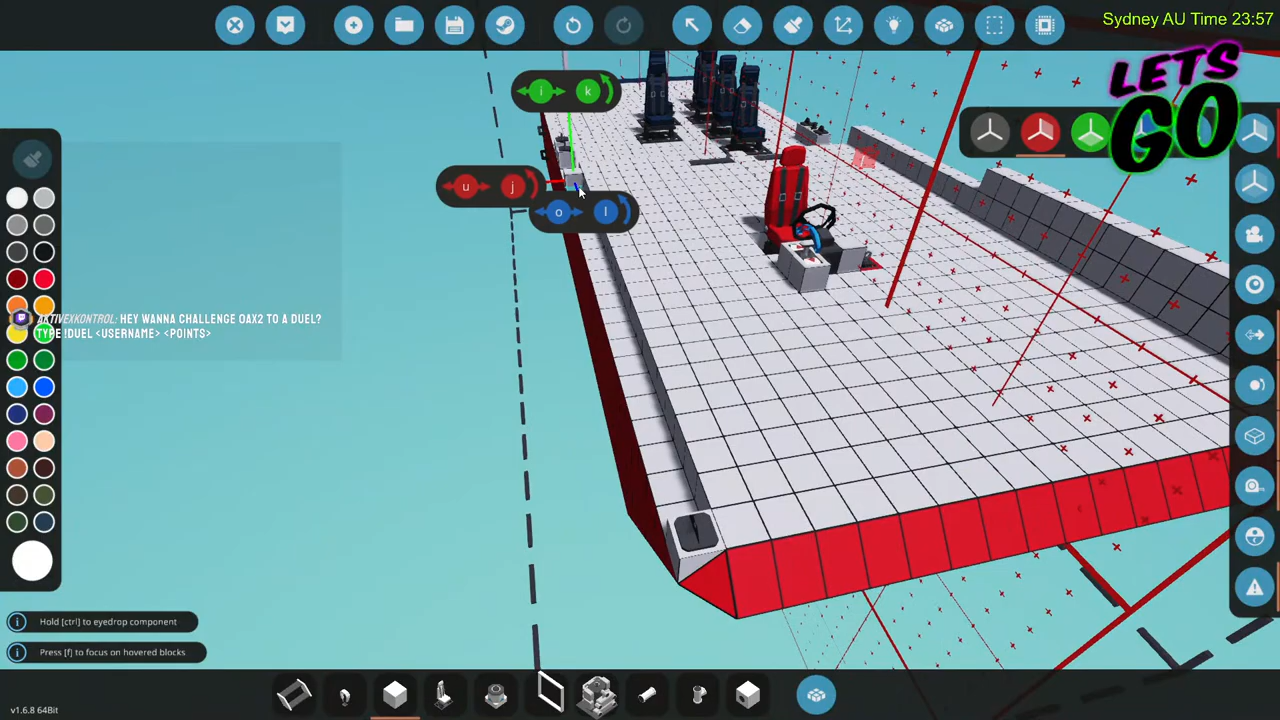 Sydney AU Time 23:57
LETS
GO
i k
u j
o l
AKTIVEXKONTROL: HEY WANNA CHALLENGE OAX2 TO A DUEL?
TYPE !DUEL <USERNAME> <POINTS>
Hold [ctrl] to eyedrop component
Press [f] to focus on hovered blocks
v1.6.8 64Bit